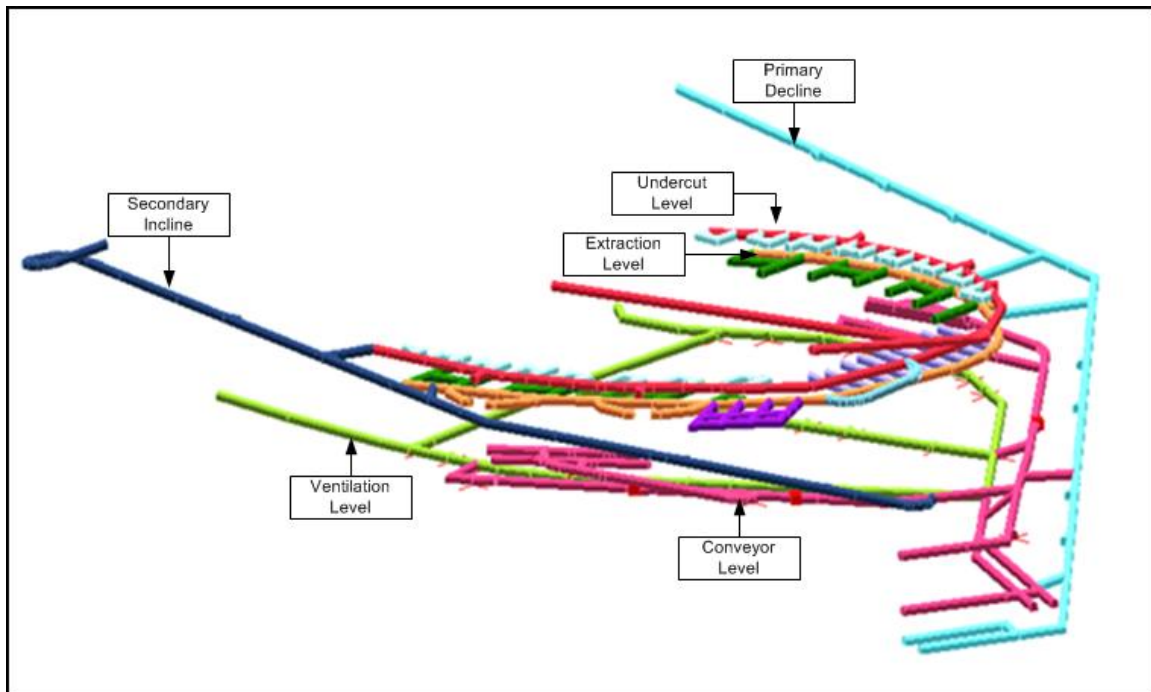 Primary
Decline
Undercut
Level
Secondary
Incline
Extraction
Level
Ventilation
Level
Conveyor
Level